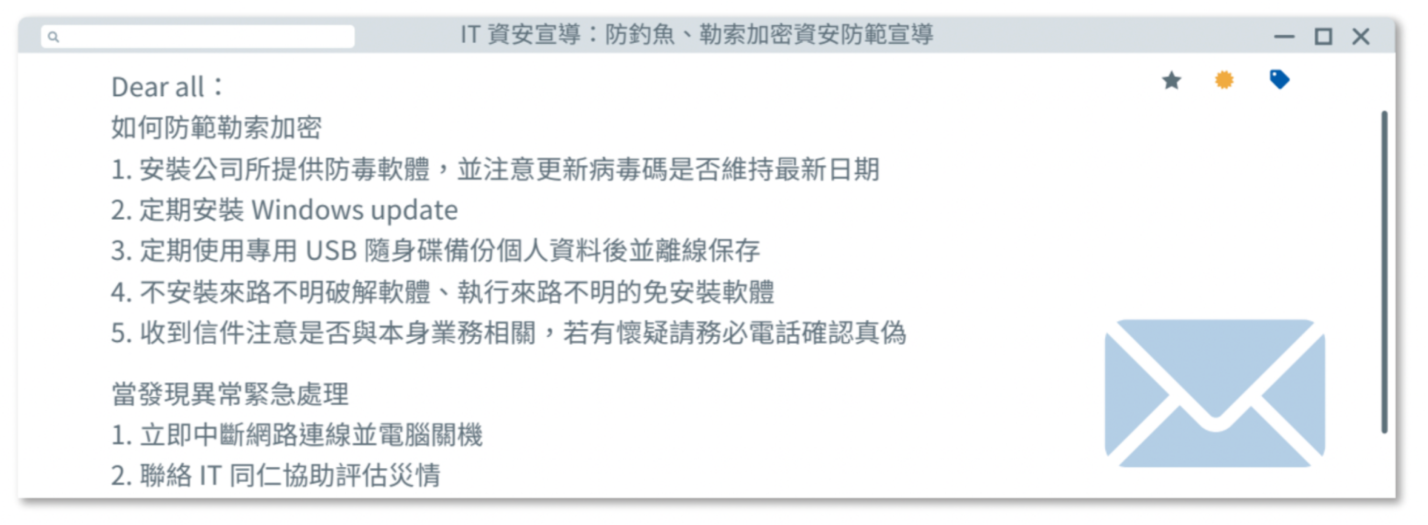 IT 資安宣導：防釣魚、勒索加密資安防範宣導
Dear all：
如何防範勒索加密
1. 安裝公司所提供防毒軟體，並注意更新病毒碼是否維持最新日期
2. 定期安裝 Windows update
3. 定期使用專用 USB 隨身碟備份個人資料後並離線保存
4. 不安裝來路不明破解軟體、執行來路不明的免安裝軟體
5. 收到信件注意是否與本身業務相關，若有懷疑請務必電話確認真偽
當發現異常緊急處理
1. 立即中斷網路連線並電腦關機
2. 聯絡 IT 同仁協助評估災情